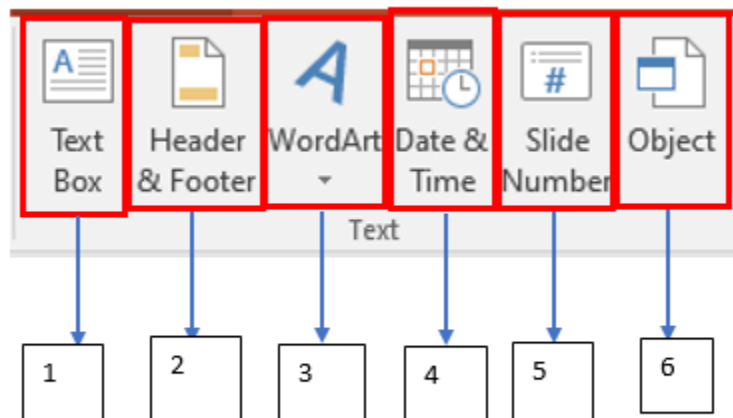 A
#
Text Box
Header & Footer
WordArt
Date & Time
Slide Number
Object
Text
1
2
3
4
5
6